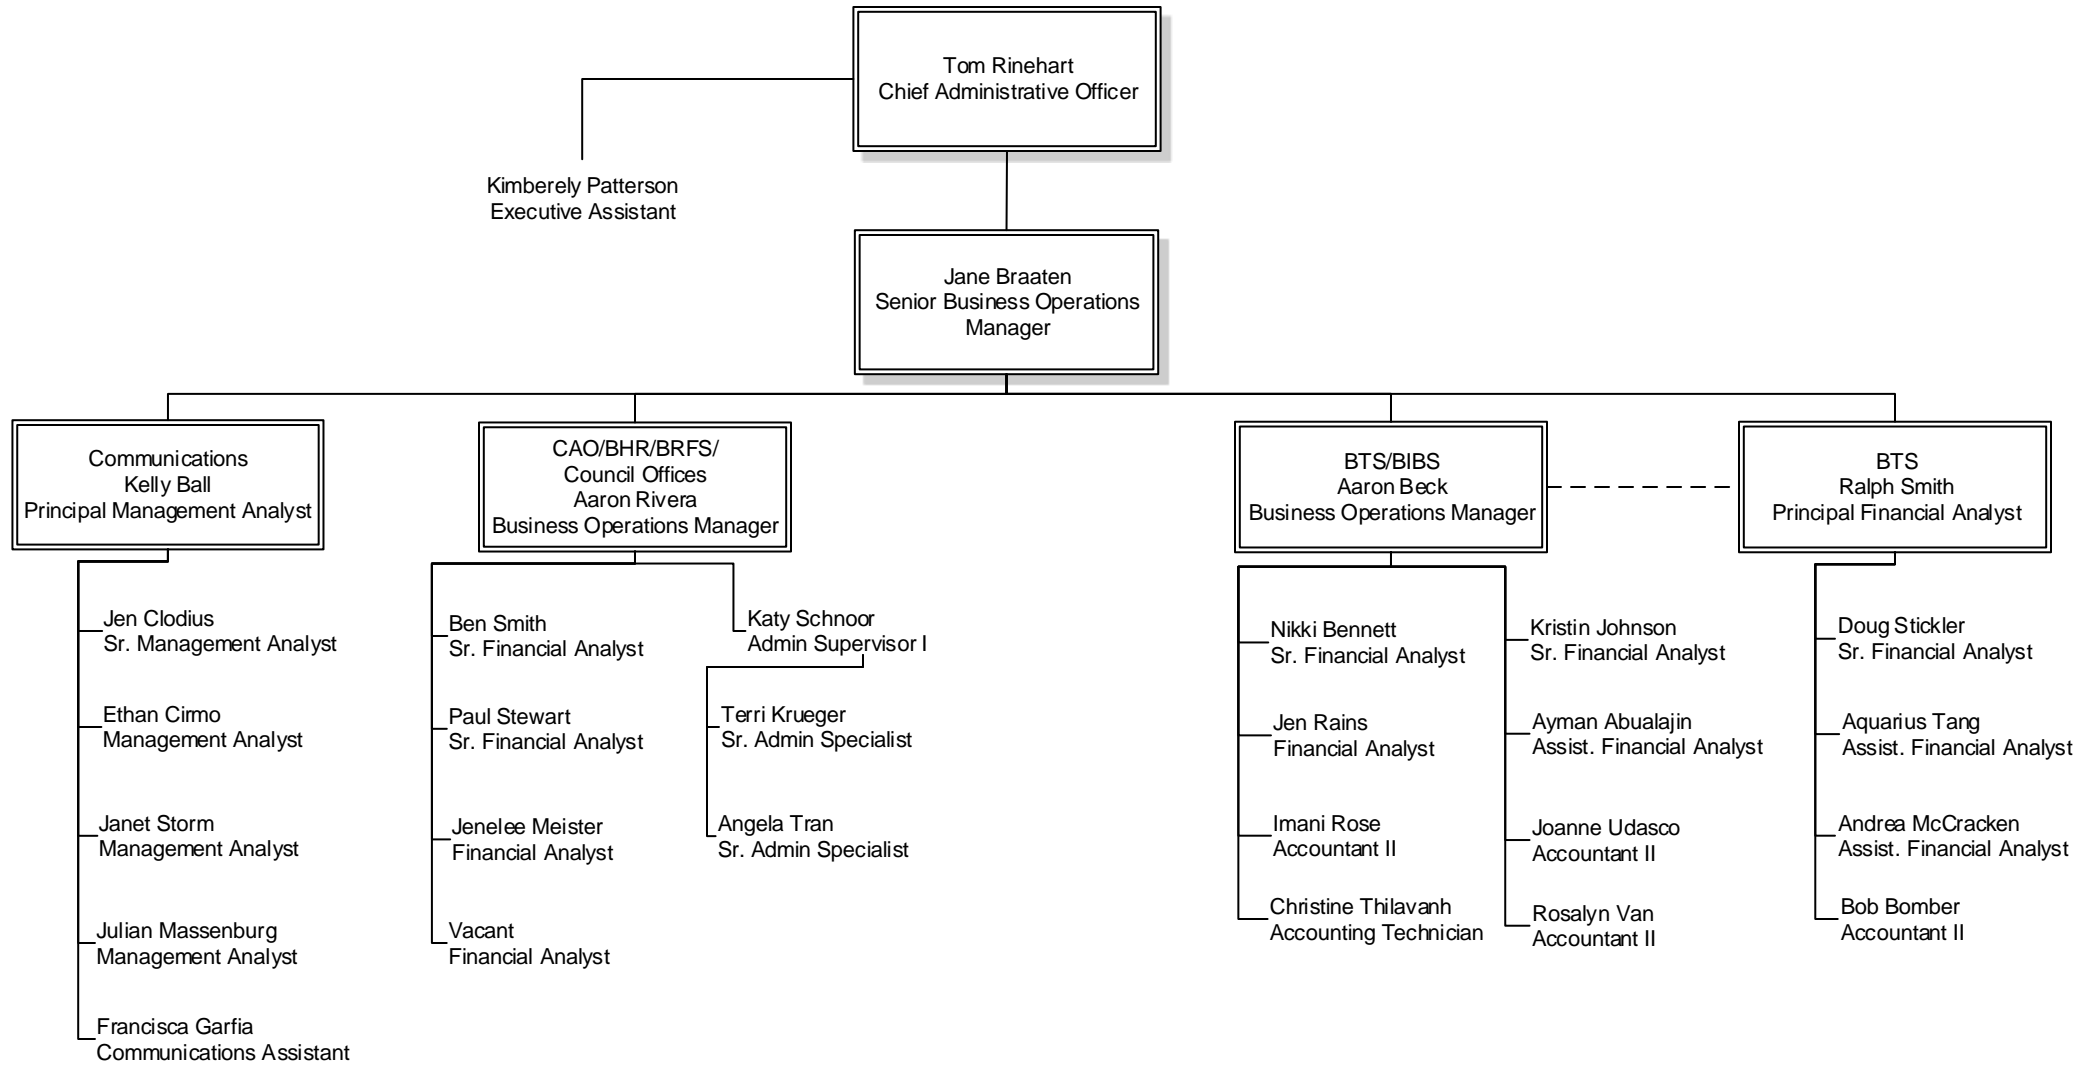 Tom Rinehart
Chief Administrative Officer
Kimberely Patterson
Executive Assistant
Jane Braaten
Senior Business Operations
Manager
Communications
Kelly Ball
Principal Management Analyst
CAO/BHR/BRFS/
Council Offices
Aaron Rivera
Business Operations Manager
BTS/BIBS
Aaron Beck
Business Operations Manager
BTS
Ralph Smith
Principal Financial Analyst
Jen Clodius
Sr. Management Analyst
Ethan Cirmo
Management Analyst
Janet Storm
Management Analyst
Julian Massenburg
Management Analyst
Francisca Garfia
Communications Assistant
Ben Smith
Sr. Financial Analyst
Paul Stewart
Sr. Financial Analyst
Jenelee Meister
Financial Analyst
Vacant
Financial Analyst
Katy Schnoor
Admin Supervisor I
Terri Krueger
Sr. Admin Specialist
Angela Tran
Sr. Admin Specialist
Nikki Bennett
Sr. Financial Analyst
Jen Rains
Financial Analyst
Imani Rose
Accountant II
Christine Thilavanh
Accounting Technician
Kristin Johnson
Sr. Financial Analyst
Ayman Abualajin
Assist. Financial Analyst
Joanne Udasco
Accountant II
Rosalyn Van
Accountant II
Doug Stickler
Sr. Financial Analyst
Aquarius Tang
Assist. Financial Analyst
Andrea McCracken
Assist. Financial Analyst
Bob Bomber
Accountant II